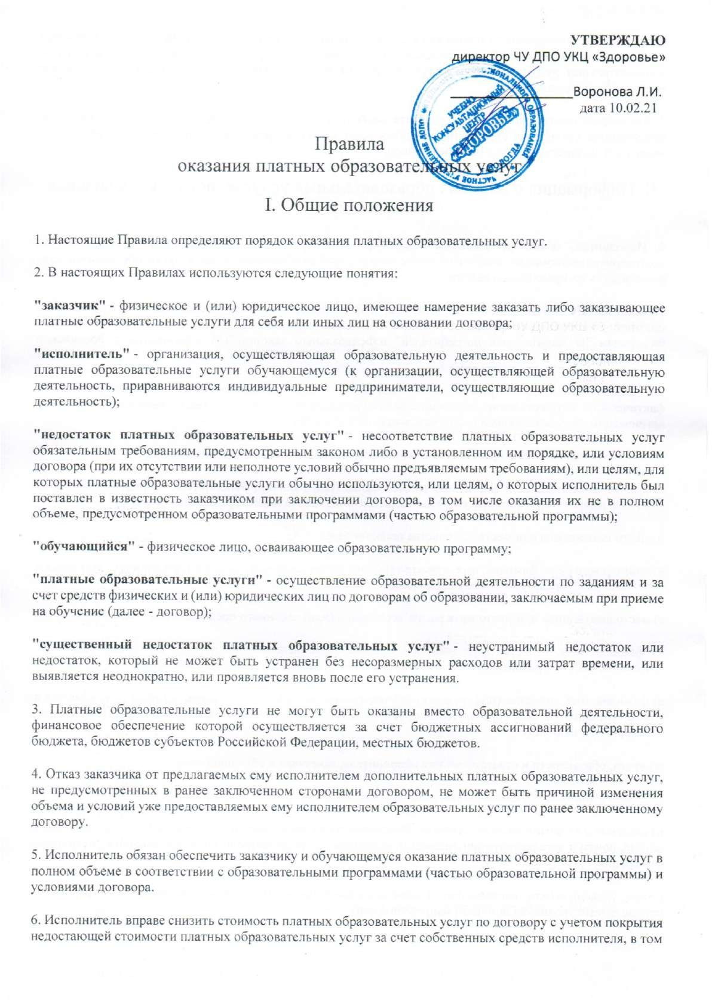 УТВЕРЖДАЮ
директор ЧУ ДПО УКЦ «Здоровье»
Воронова Л.И.
дата 10.02.21
УЧЕБНО-
КОНСУЛЬТАЦИОННЫЙ
ЦЕНТР
«ЗДОРОВЬЕ»
ВОЛОГДА
ЧАСТНОЕ УЧРЕЖДЕНИЕ ДОПОЛНИТЕЛЬНОГО ПРОФЕССИОНАЛЬНОГО ОБРАЗОВАНИЯ
Правила
оказания платных образовательных услуг
I. Общие положения
1. Настоящие Правила определяют порядок оказания платных образовательных услуг.
2. В настоящих Правилах используются следующие понятия:
"заказчик" - физическое и (или) юридическое лицо, имеющее намерение заказать либо заказывающее
платные образовательные услуги для себя или иных лиц на основании договора;
"исполнитель" - организация, осуществляющая образовательную деятельность и предоставляющая
платные образовательные услуги обучающемуся (к организации, осуществляющей образовательную
деятельность, приравниваются индивидуальные предприниматели, осуществляющие образовательную
деятельность);
"недостаток платных образовательных услуг" - несоответствие платных образовательных услуг
обязательным требованиям, предусмотренным законом либо в установленном им порядке, или условиям
договора (при их отсутствии или неполноте условий обычно предъявляемым требованиям), или целям, для
которых платные образовательные услуги обычно используются, или целям, о которых исполнитель был
поставлен в известность заказчиком при заключении договора, в том числе оказания их не в полном
объеме, предусмотренном образовательными программами (частью образовательной программы);
"обучающийся" - физическое лицо, осваивающее образовательную программу;
"платные образовательные услуги" - осуществление образовательной деятельности по заданиям и за
счет средств физических и (или) юридических лиц по договорам об образовании, заключаемым при приеме
на обучение (далее - договор);
"существенный недостаток платных образовательных услуг" - неустранимый недостаток или
недостаток, который не может быть устранен без несоразмерных расходов или затрат времени, или
выявляется неоднократно, или проявляется вновь после его устранения.
3. Платные образовательные услуги не могут быть оказаны вместо образовательной деятельности,
финансовое обеспечение которой осуществляется за счет бюджетных ассигнований федерального
бюджета, бюджетов субъектов Российской Федерации, местных бюджетов.
4. Отказ заказчика от предлагаемых ему исполнителем дополнительных платных образовательных услуг,
не предусмотренных в ранее заключенном сторонами договором, не может быть причиной изменения
объема и условий уже предоставляемых ему исполнителем образовательных услуг по ранее заключенному
договору.
5. Исполнитель обязан обеспечить заказчику и обучающемуся оказание платных образовательных услуг в
полном объеме в соответствии с образовательными программами (частью образовательной программы) и
условиями договора.
6. Исполнитель вправе снизить стоимость платных образовательных услуг по договору с учетом покрытия
недостающей стоимости платных образовательных услуг за счет собственных средств исполнителя, в том